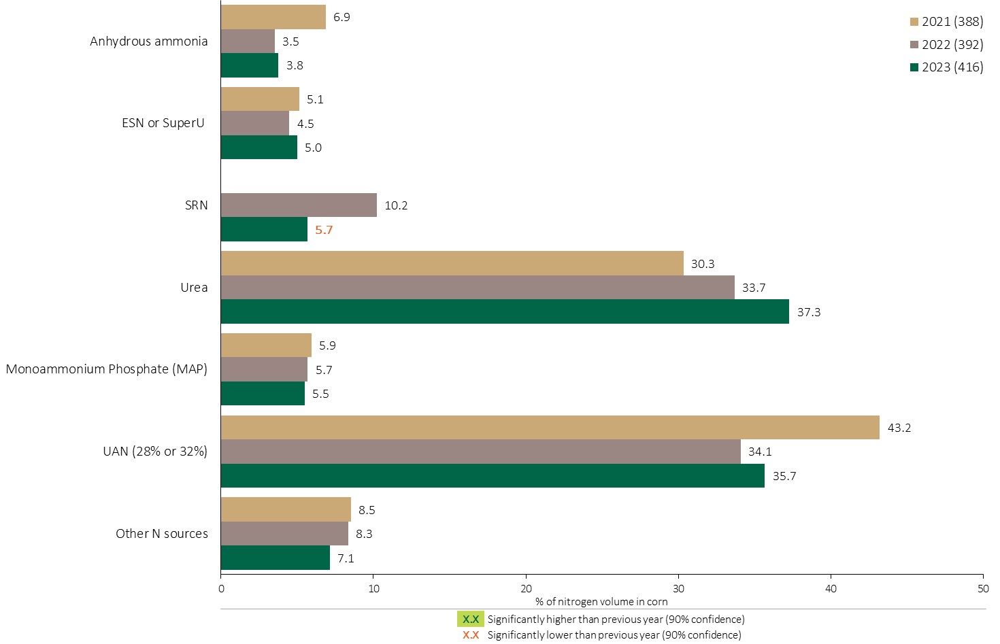 6.9
2021 (388)
Anhydrous ammonia
3.5
2022 (392)
3.8
2023 (416)
5.1
ESN or SuperU
4.5
5.0
SRN
10.2
5.7
30.3
Urea
33.7
37.3
5.9
Monoammonium Phosphate (MAP)
5.7
5.5
43.2
UAN (28% or 32%)
34.1
35.7
8.5
Other N sources
8.3
7.1
0 10 20 30 40 50
% of nitrogen volume in corn
X.X Significantly higher than previous year (90% confidence)
X.X Significantly lower than previous year (90% confidence)